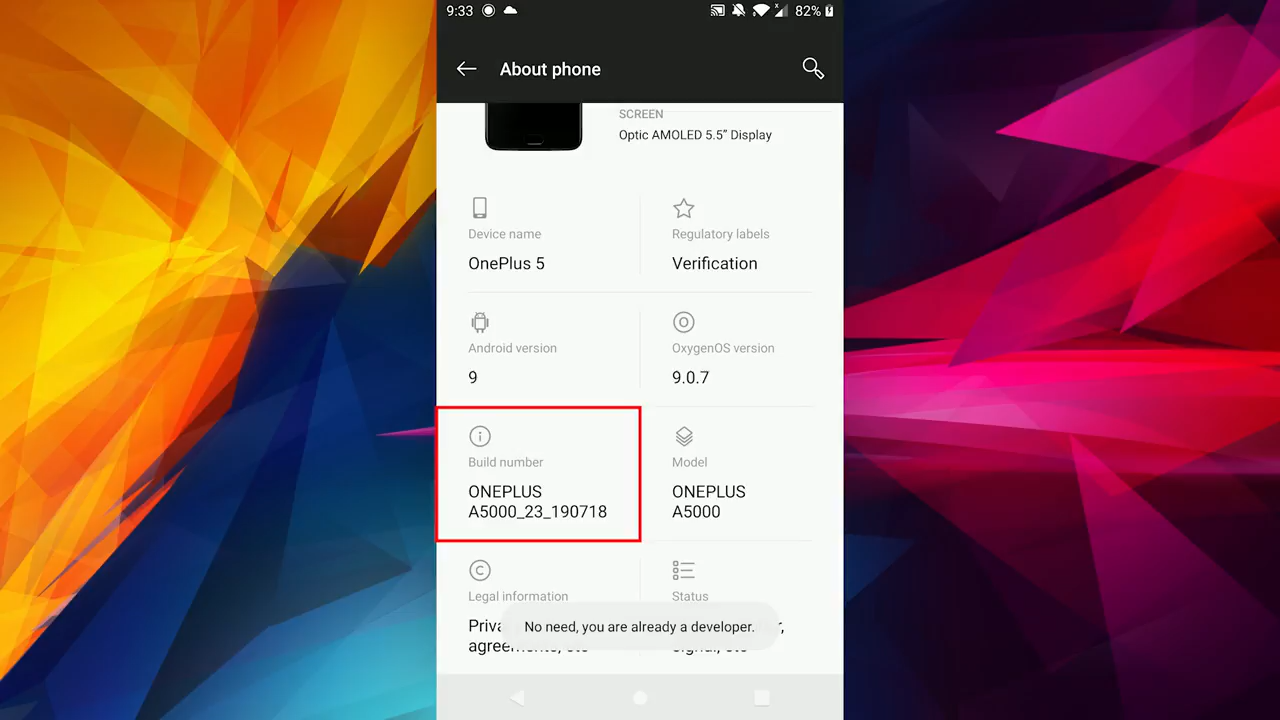 9:33
82%
About phone
SCREEN
Optic AMOLED 5.5” Display
Device name
OnePlus 5
Regulatory labels
Verification
Android version
9
OxygenOS version
9.0.7
Build number
ONEPLUS
A5000_23_190718
Model
ONEPLUS
A5000
Legal information
Status
No need, you are already a developer.